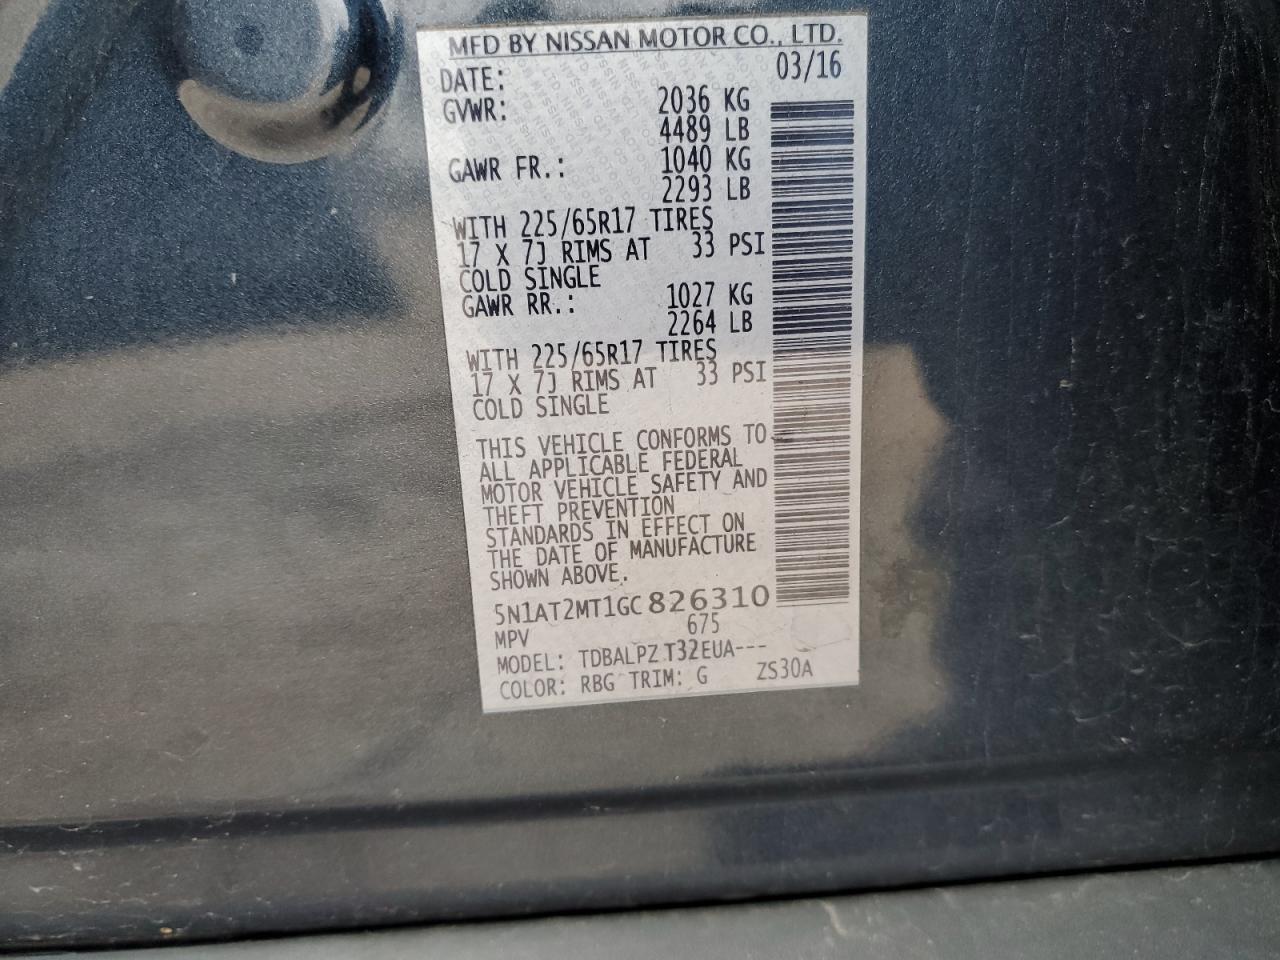 MFD BY NISSAN MOTOR CO., LTD.
DATE: 03/16
GVWR: 2036 KG
4489 LB
GAWR FR.: 1040 KG
2293 LB
WITH 225/65R17 TIRES
17 X 7J RIMS AT 33 PSI
COLD SINGLE
GAWR RR.: 1027 KG
2264 LB
WITH 225/65R17 TIRES
17 X 7J RIMS AT 33 PSI
COLD SINGLE
THIS VEHICLE CONFORMS TO
ALL APPLICABLE FEDERAL
MOTOR VEHICLE SAFETY AND
THEFT PREVENTION
STANDARDS IN EFFECT ON
THE DATE OF MANUFACTURE
SHOWN ABOVE.
5N1AT2MT1GC826310
MPV 675
MODEL: TDBALPZ T32EUA---
COLOR: RBG TRIM: G ZS30A